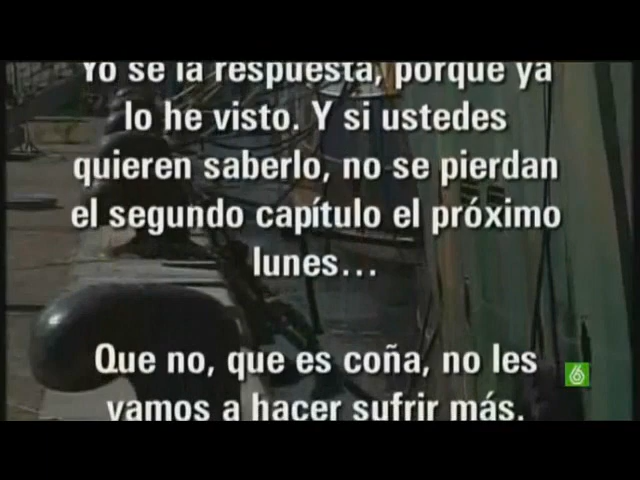 Yo se la respuesta, porque ya
lo he visto. Y si ustedes
quieren saberlo, no se pierdan
el segundo capítulo el próximo
lunes...
Que no, que es coña, no les
vamos a hacer sufrir más.
6